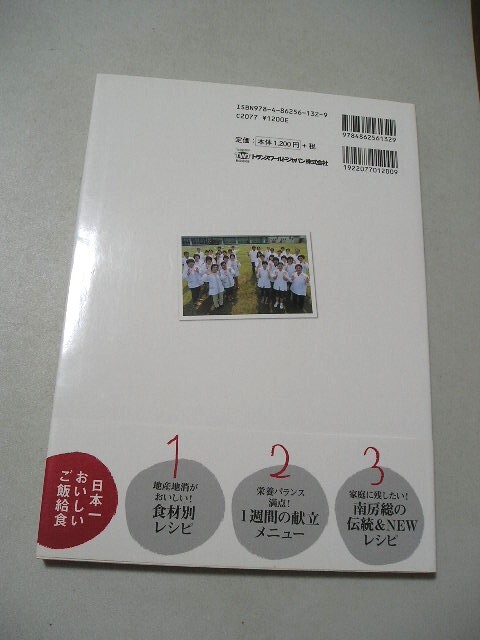 ISBN978-4-86256-132-9
C2077 ¥1200E
定価：本体1,200円＋税
TWJ
トランスワールドジャパン株式会社
9784862561329
1922077012009
日本一
おいしい
ご飯給食
1
地産地消が
おいしい！
食材別
レシピ
2
栄養バランス
満点！
1週間の献立
メニュー
3
家庭に残したい！
南房総の
伝統&NEW
レシピ